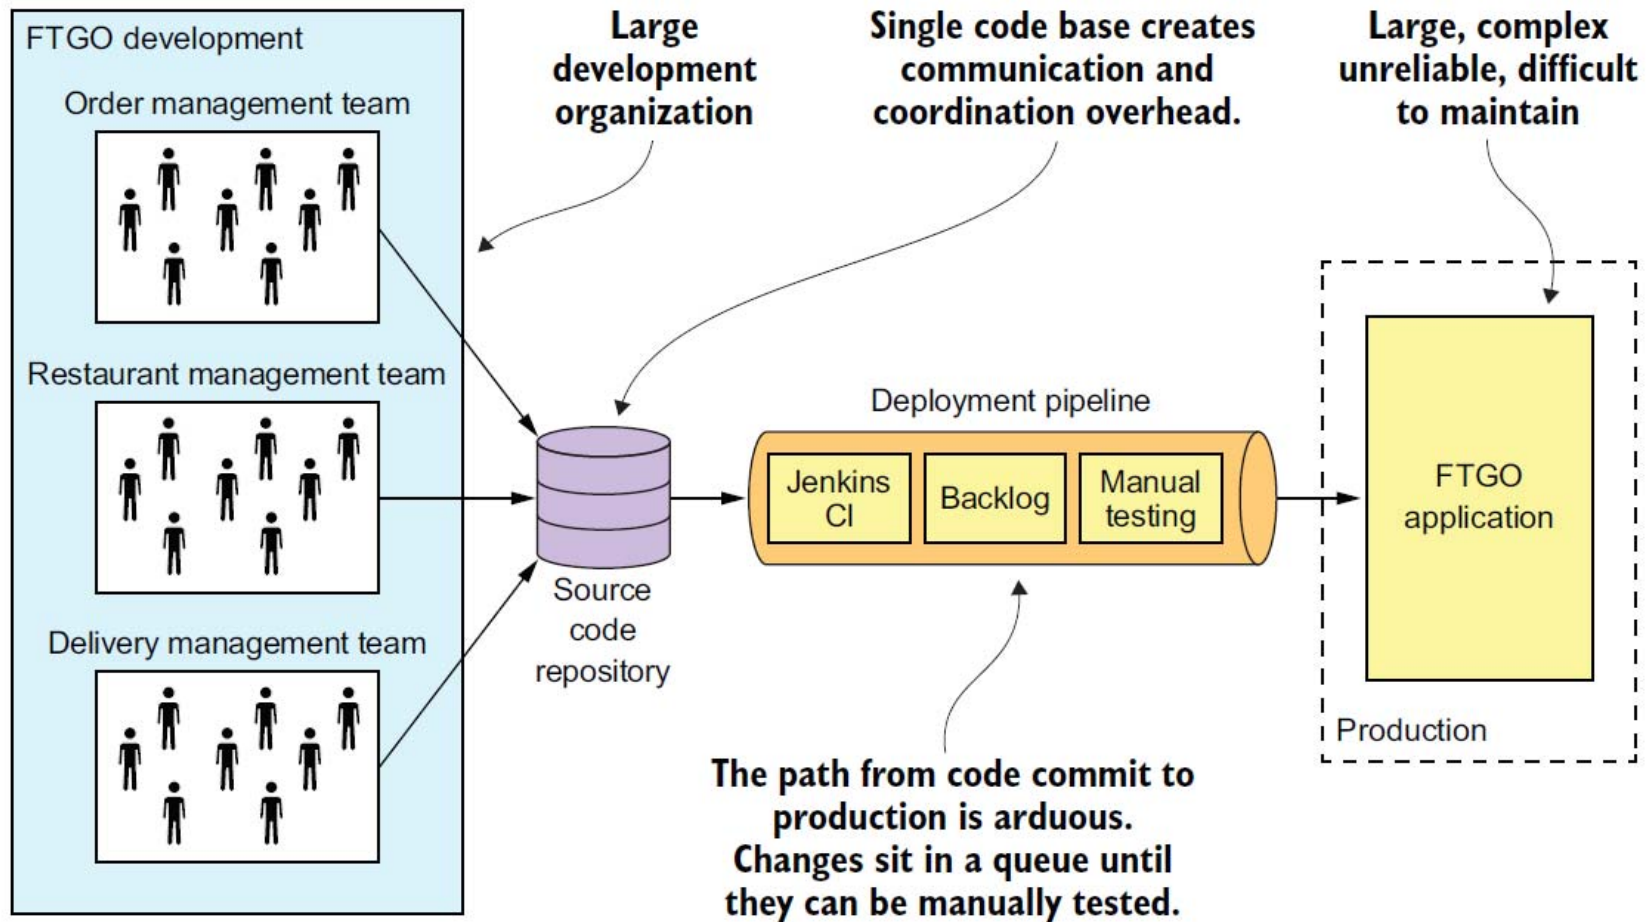 FTGO development
Order management team
Restaurant management team
Delivery management team
Large
development
organization
Single code base creates
communication and
coordination overhead.
Large, complex
unreliable, difficult
to maintain
Source
code
repository
Deployment pipeline
Jenkins
CI
Backlog
Manual
testing
The path from code commit to
production is arduous.
Changes sit in a queue until
they can be manually tested.
FTGO
application
Production